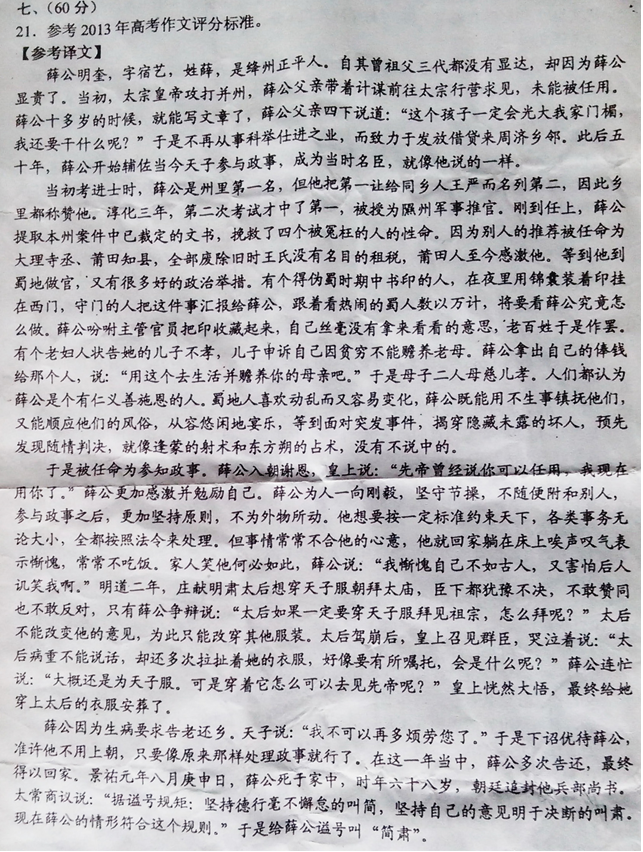 七、（60分）
21．参考2013年高考作文评分标准。
【参考译文】
薛公明奎，字宿艺，姓薛，是绛州正平人。自其曾祖父三代都没有显达，却因为薛公
显贵了。当初，太宗皇帝攻打并州，薛公父亲带着计谋前往太宗行营求见，未能被任用。
薛公十多岁的时候，就能写文章了，薛公父亲四下说道：“这个孩子一定会光大我家门楣，
我还要干什么呢？”于是不再从事科举仕进之业，而致力于发放借贷来周济乡邻。此后五
十年，薛公开始辅佐当今天子参与政事，成为当时名臣，就像他说的一样。
当初考进士时，薛公是州里第一名，但他把第一让给同乡人王严而名列第二，因此乡
里都称赞他。淳化三年，第二次考试才中了第一，被授为隰州军事推官。刚到任上，薛公
提取本州案件中已裁定的文书，挽救了四个被冤枉的人的性命。因为别人的推荐被任命为
大理寺丞、莆田知县，全部废除旧时王氏没有名目的租税，莆田人至今感激他。等到他到
蜀地做官，又有很多好的政治举措。有个得伪蜀时期中书印的人，在夜里用锦囊装着印挂
在西门，守门的人把这件事汇报给薛公，跟着看热闹的蜀人数以万计，将要看薛公究竟怎
么做。薛公吩咐主管官员把印收藏起来，自己丝毫没有拿来看看的意思，老百姓于是作罢。
有个老妇人状告她的儿子不孝，儿子申诉自己因贫穷不能赡养老母。薛公拿出自己的俸钱
给那个人，说：“用这个去生活并赡养你的母亲吧。”于是母子二人母慈儿孝。人们都认为
薛公是个有仁义善施恩的人。蜀地人喜欢动乱而又容易变化，薛公既能用不生事镇抚他们，
又能顺应他们的风俗，从容悠闲地宴乐，等到面对突发事件，揭穿隐藏未露的坏人，预先
发现随情判决，就像逢蒙的射术和东方朔的占术，没有不说中的。
于是被任命为参知政事。薛公入朝谢恩，皇上说：“先帝曾经说你可以任用，我现在
用你了。”薛公更加感激并勉励自己。薛公为人一向刚毅，坚守节操，不随便附和别人，
参与政事之后，更加坚持原则，不为外物所动。他想要按一定标准约束天下，各类事务无
论大小，全都按照法令来处理。但事情常常不合他的心意，他就回家躺在床上唉声叹气表
示惭愧，常常不吃饭。家人笑他何必如此，薛公说：“我惭愧自己不如古人，又害怕后人
讥笑我啊。”明道二年，庄献明肃太后想穿天子服朝拜太庙，臣下都犹豫不决，不敢赞同
也不敢反对，只有薛公争辩说：“太后如果一定要穿天子服拜见祖宗，怎么拜呢？”太后
不能改变他的意见，为此只能改穿其他服装。太后驾崩后，皇上召见群臣，哭泣着说：“太
后病重不能说话，却还多次拉扯着她的衣服，好像要有所嘱托，会是什么呢？”薛公连忙
说：“大概还是为天子服。可是穿着它怎么可以去见先帝呢？”皇上恍然大悟，最终给她
穿上太后的衣服安葬了。
薛公因为生病要求告老还乡。天子说：“我不可以再多烦劳您了。”于是下诏优待薛公，
准许他不用上朝，只要像原来那样处理政事就行了。在这一年当中，薛公多次告还，最终
得以回家。景祐元年八月庚申日，薛公死于家中，时年六十八岁，朝廷追封他兵部尚书。
太常商议说：“据谥号规矩：坚持德行毫不懈怠的叫简，坚持自己的意见明于决断的叫肃。
现在薛公的情形符合这个规则。”于是给薛公谥号叫“简肃”。